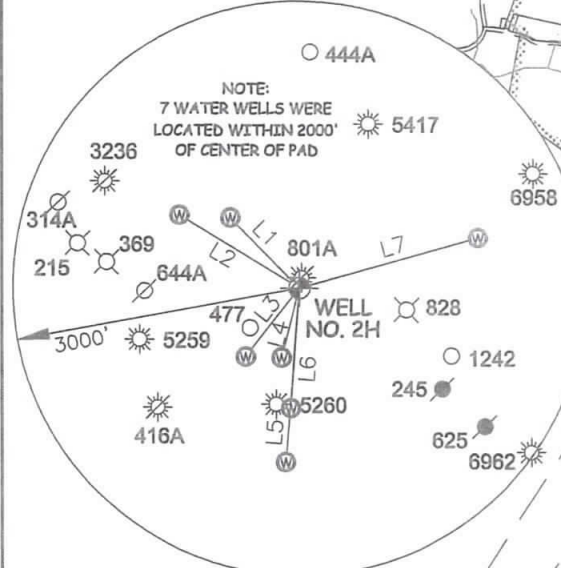 444A
NOTE:
7 WATER WELLS WERE
LOCATED WITHIN 2000'
OF CENTER OF PAD
5417
3236
6958
314A
W
W
L1
L2
L7
W
215
369
801A
644A
477
L3
L4
WELL
NO. 2H
828
3000'
5259
W
W
L6
1242
245
416A
W
5260
L5
625
W
6962